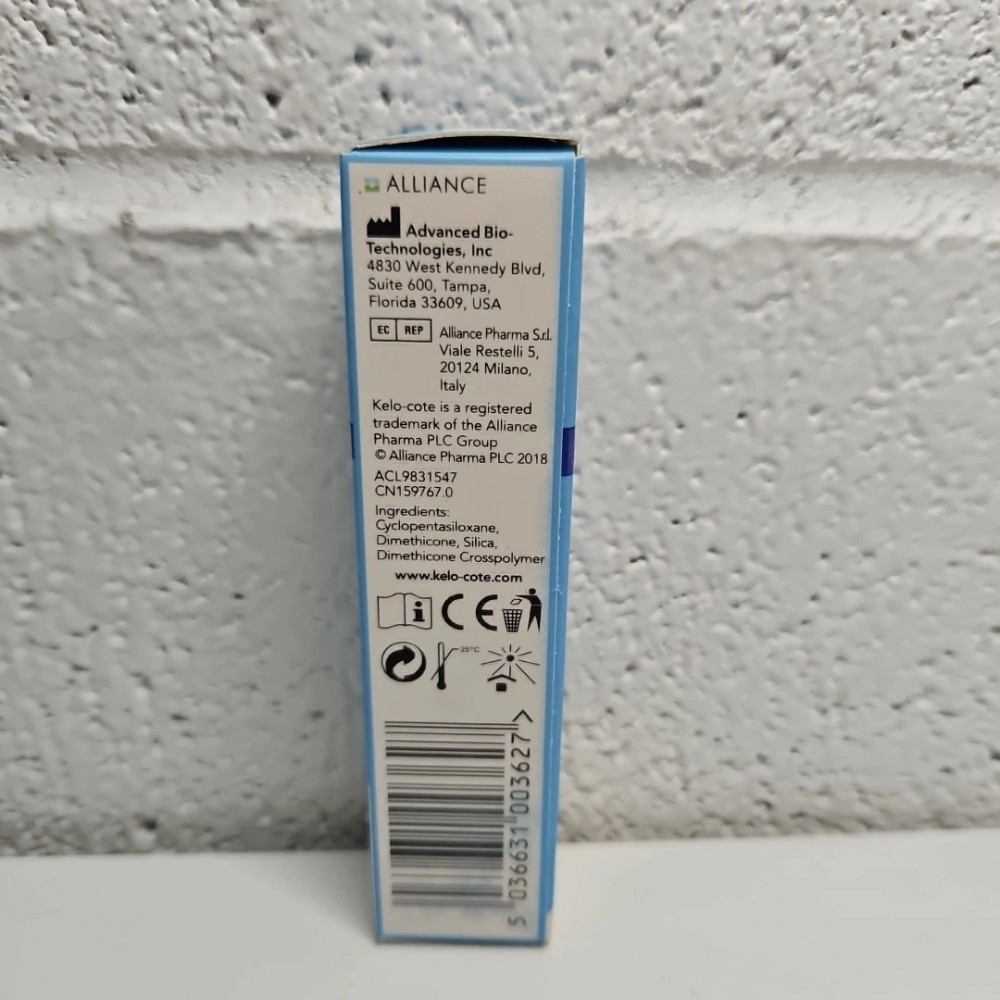 ALLIANCE
Advanced Bio-
Technologies, Inc
4830 West Kennedy Blvd,
Suite 600, Tampa,
Florida 33609, USA
EC REP Alliance Pharma S.r.l.
Viale Restelli 5,
20124 Milano,
Italy
Kelo-cote is a registered
trademark of the Alliance
Pharma PLC Group
© Alliance Pharma PLC 2018
ACL9831547
CN159767.0
Ingredients:
Cyclopentasiloxane,
Dimethicone, Silica,
Dimethicone Crosspolymer
www.kelo-cote.com
i CE
25°C
5 036631 003627 >